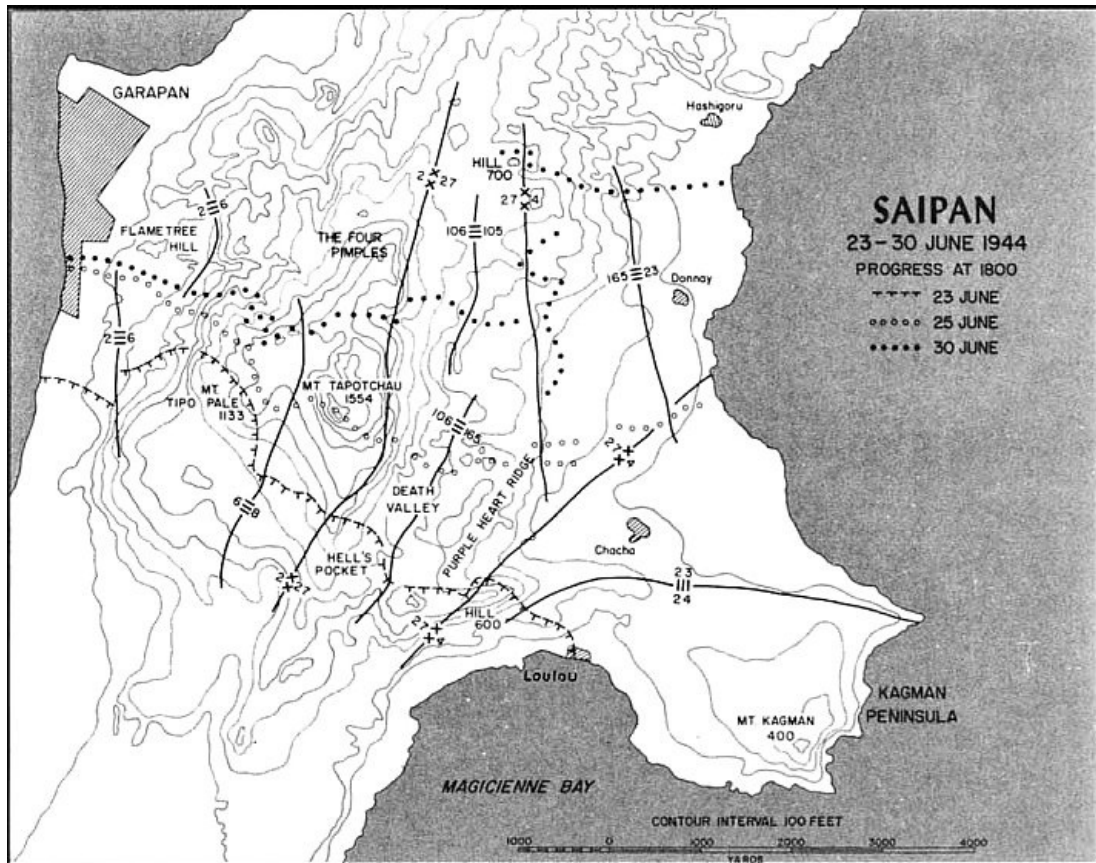 GARAPAN
Hashigoru
HILL
700
2 27
27 4
2 6
FLAMETREE
HILL
THE FOUR
PIMPLES
106 105
165 23
Donnay
SAIPAN
23-30 JUNE 1944
PROGRESS AT 1800
23 JUNE
25 JUNE
30 JUNE
2 6
MT.
TIPO PALE
1133
MT TAPOTCHAU
1554
106 165
27 4
DEATH
VALLEY
PURPLE HEART RIDGE
6 8
HELL'S
POCKET
Chacha
2 27
23
24
HILL
600
27 4
Loulou
KAGMAN
PENINSULA
MT KAGMAN
400
MAGICIENNE BAY
CONTOUR INTERVAL 100 FEET
1000 0 1000 2000 3000 4000
YARDS